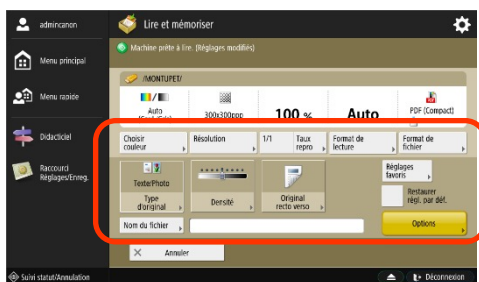 admincanon
Lire et mémoriser
Machine prête à lire. (Réglages modifiés)
Menu principal
/MONTUPET/
Menu rapide
Auto
300x300ppp
100 %
Auto
PDF (Compact)
Didacticiel
Choisir couleur
Résolution
1/1
Taux repro
Format de lecture
Format de fichier
Raccourci
Réglages/Enreg.
Texte/Photo
Type d'original
Densité
Original recto verso
Réglages favoris
Restaurer régl. par déf.
Nom du fichier
Options
Annuler
Suivi statut/Annulation
Déconnexion